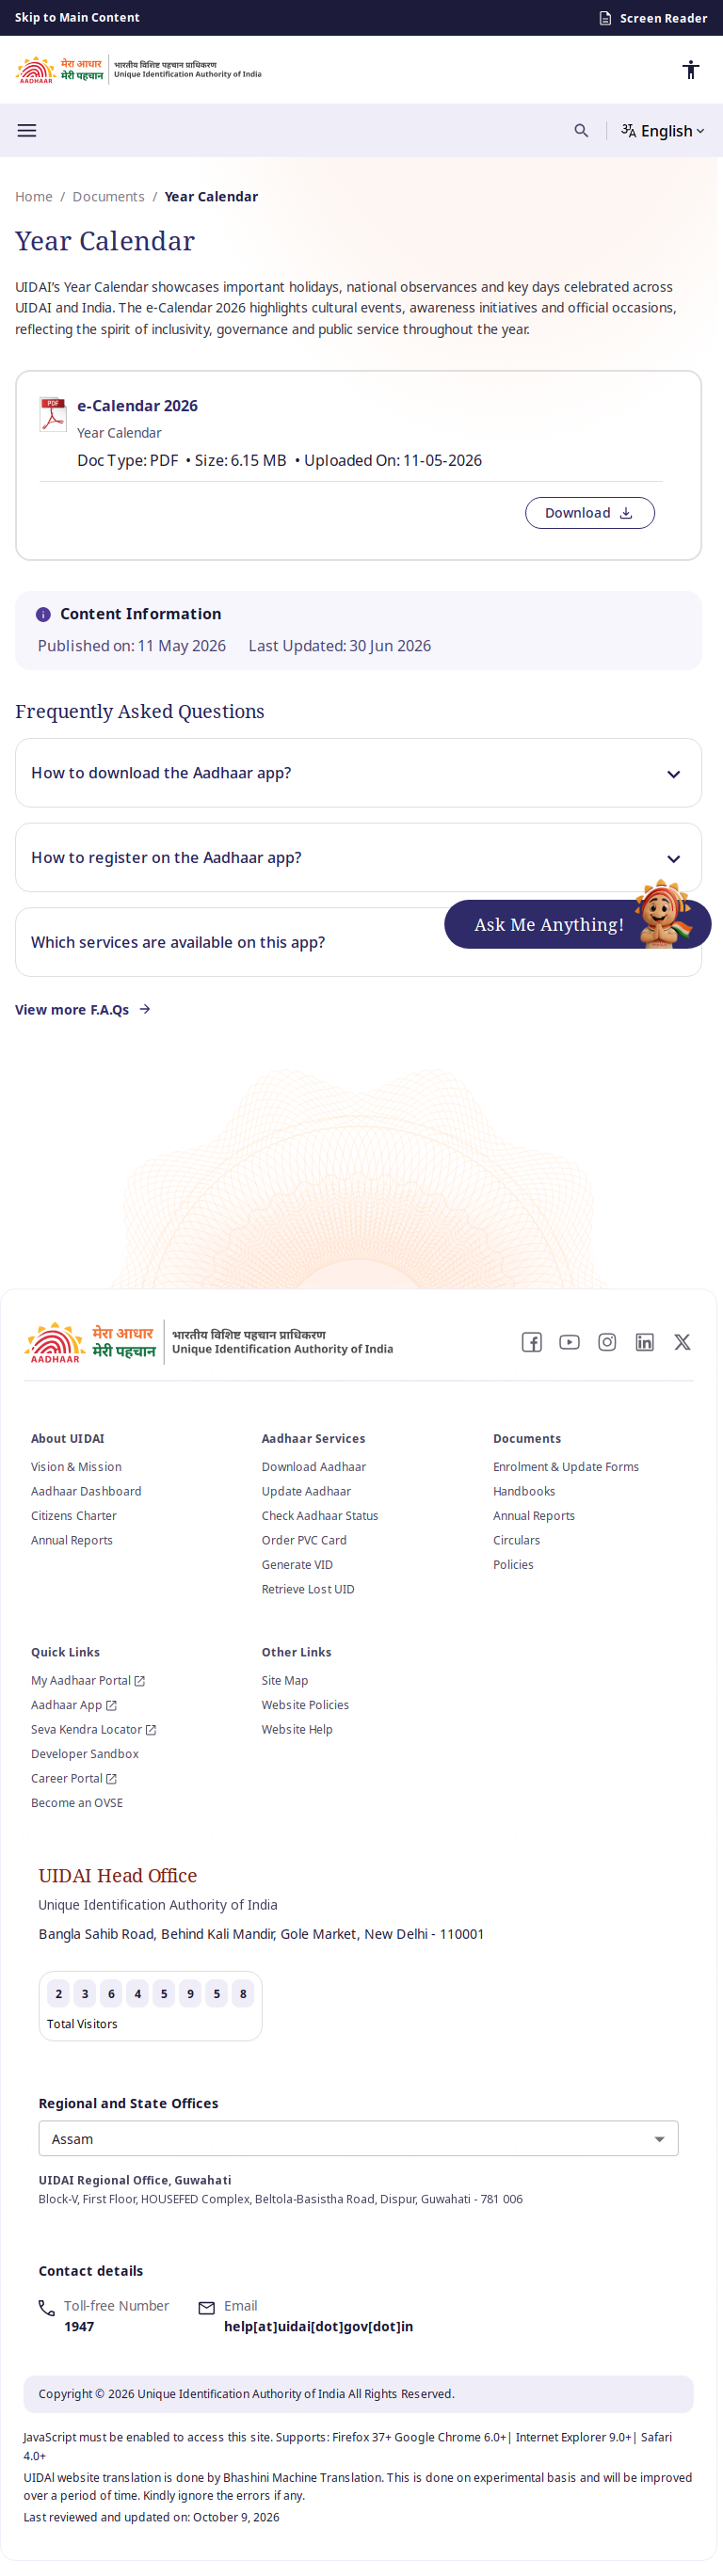 Skip to Main Content
Screen Reader
AADHAAR
मेरा आधार
मेरी पहचान
भारतीय विशिष्ट पहचान प्राधिकरण
Unique Identification Authority of India
English
Home / Documents / Year Calendar
Year Calendar
UIDAI's Year Calendar showcases important holidays, national observances and key days celebrated across
UIDAI and India. The e-Calendar 2026 highlights cultural events, awareness initiatives and official occasions,
reflecting the spirit of inclusivity, governance and public service throughout the year.
PDF
e-Calendar 2026
Year Calendar
Doc Type: PDF • Size: 6.15 MB • Uploaded On: 11-05-2026
Download
Content Information
Published on: 11 May 2026 Last Updated: 30 Jun 2026
Frequently Asked Questions
How to download the Aadhaar app?
How to register on the Aadhaar app?
Ask Me Anything!
Which services are available on this app?
View more F.A.Qs
AADHAAR
मेरा आधार
मेरी पहचान
भारतीय विशिष्ट पहचान प्राधिकरण
Unique Identification Authority of India
About UIDAI
Vision & Mission
Aadhaar Dashboard
Citizens Charter
Annual Reports
Aadhaar Services
Download Aadhaar
Update Aadhaar
Check Aadhaar Status
Order PVC Card
Generate VID
Retrieve Lost UID
Documents
Enrolment & Update Forms
Handbooks
Annual Reports
Circulars
Policies
Quick Links
My Aadhaar Portal
Aadhaar App
Seva Kendra Locator
Developer Sandbox
Career Portal
Become an OVSE
Other Links
Site Map
Website Policies
Website Help
UIDAI Head Office
Unique Identification Authority of India
Bangla Sahib Road, Behind Kali Mandir, Gole Market, New Delhi - 110001
2 3 6 4 5 9 5 8
Total Visitors
Regional and State Offices
Assam
UIDAI Regional Office, Guwahati
Block-V, First Floor, HOUSEFED Complex, Beltola-Basistha Road, Dispur, Guwahati - 781 006
Contact details
Toll-free Number
1947
Email
help[at]uidai[dot]gov[dot]in
Copyright © 2026 Unique Identification Authority of India All Rights Reserved.
JavaScript must be enabled to access this site. Supports: Firefox 37+ Google Chrome 6.0+| Internet Explorer 9.0+| Safari
4.0+
UIDAI website translation is done by Bhashini Machine Translation. This is done on experimental basis and will be improved
over a period of time. Kindly ignore the errors if any.
Last reviewed and updated on: October 9, 2026